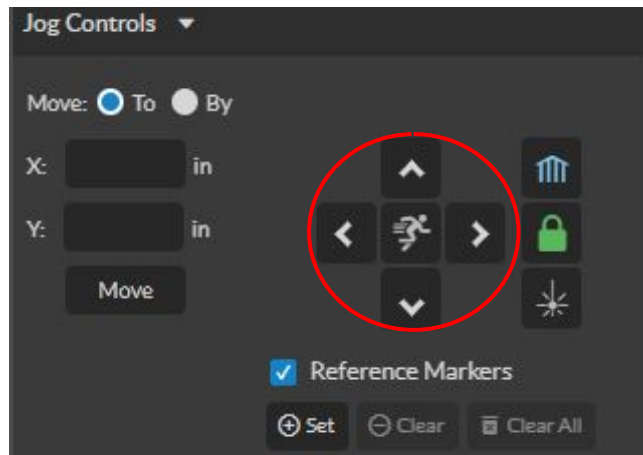 Jog Controls
Move: To By
X: in
Y: in
Move
Reference Markers
Set Clear Clear All